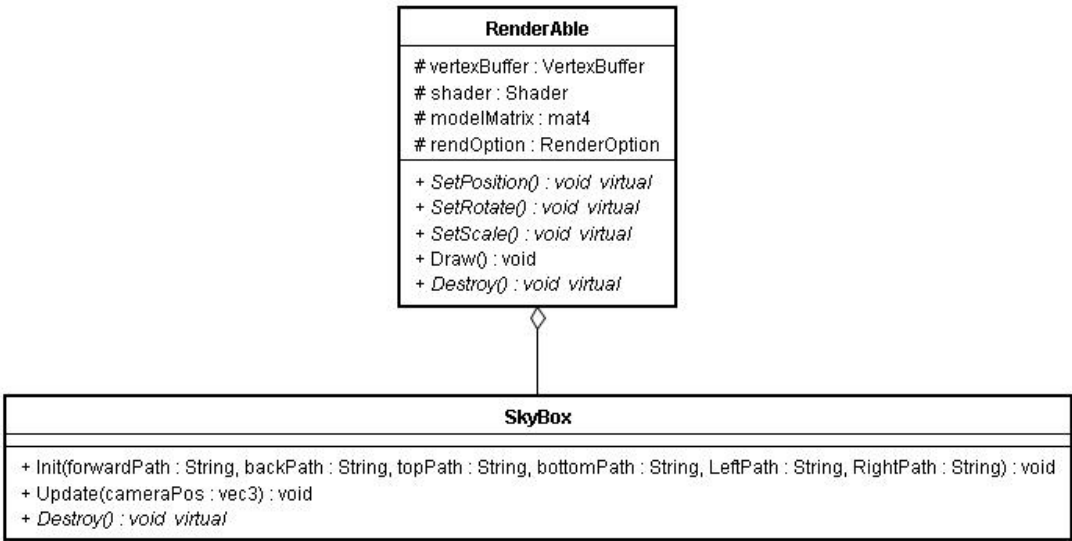 RenderAble
# vertexBuffer : VertexBuffer
# shader : Shader
# modelMatrix : mat4
# rendOption : RenderOption
+ SetPosition() : void virtual
+ SetRotate() : void virtual
+ SetScale() : void virtual
+ Draw() : void
+ Destroy() : void virtual
SkyBox
+ Init(forwardPath : String, backPath : String, topPath : String, bottomPath : String, LeftPath : String, RightPath : String) : void
+ Update(cameraPos : vec3) : void
+ Destroy() : void virtual